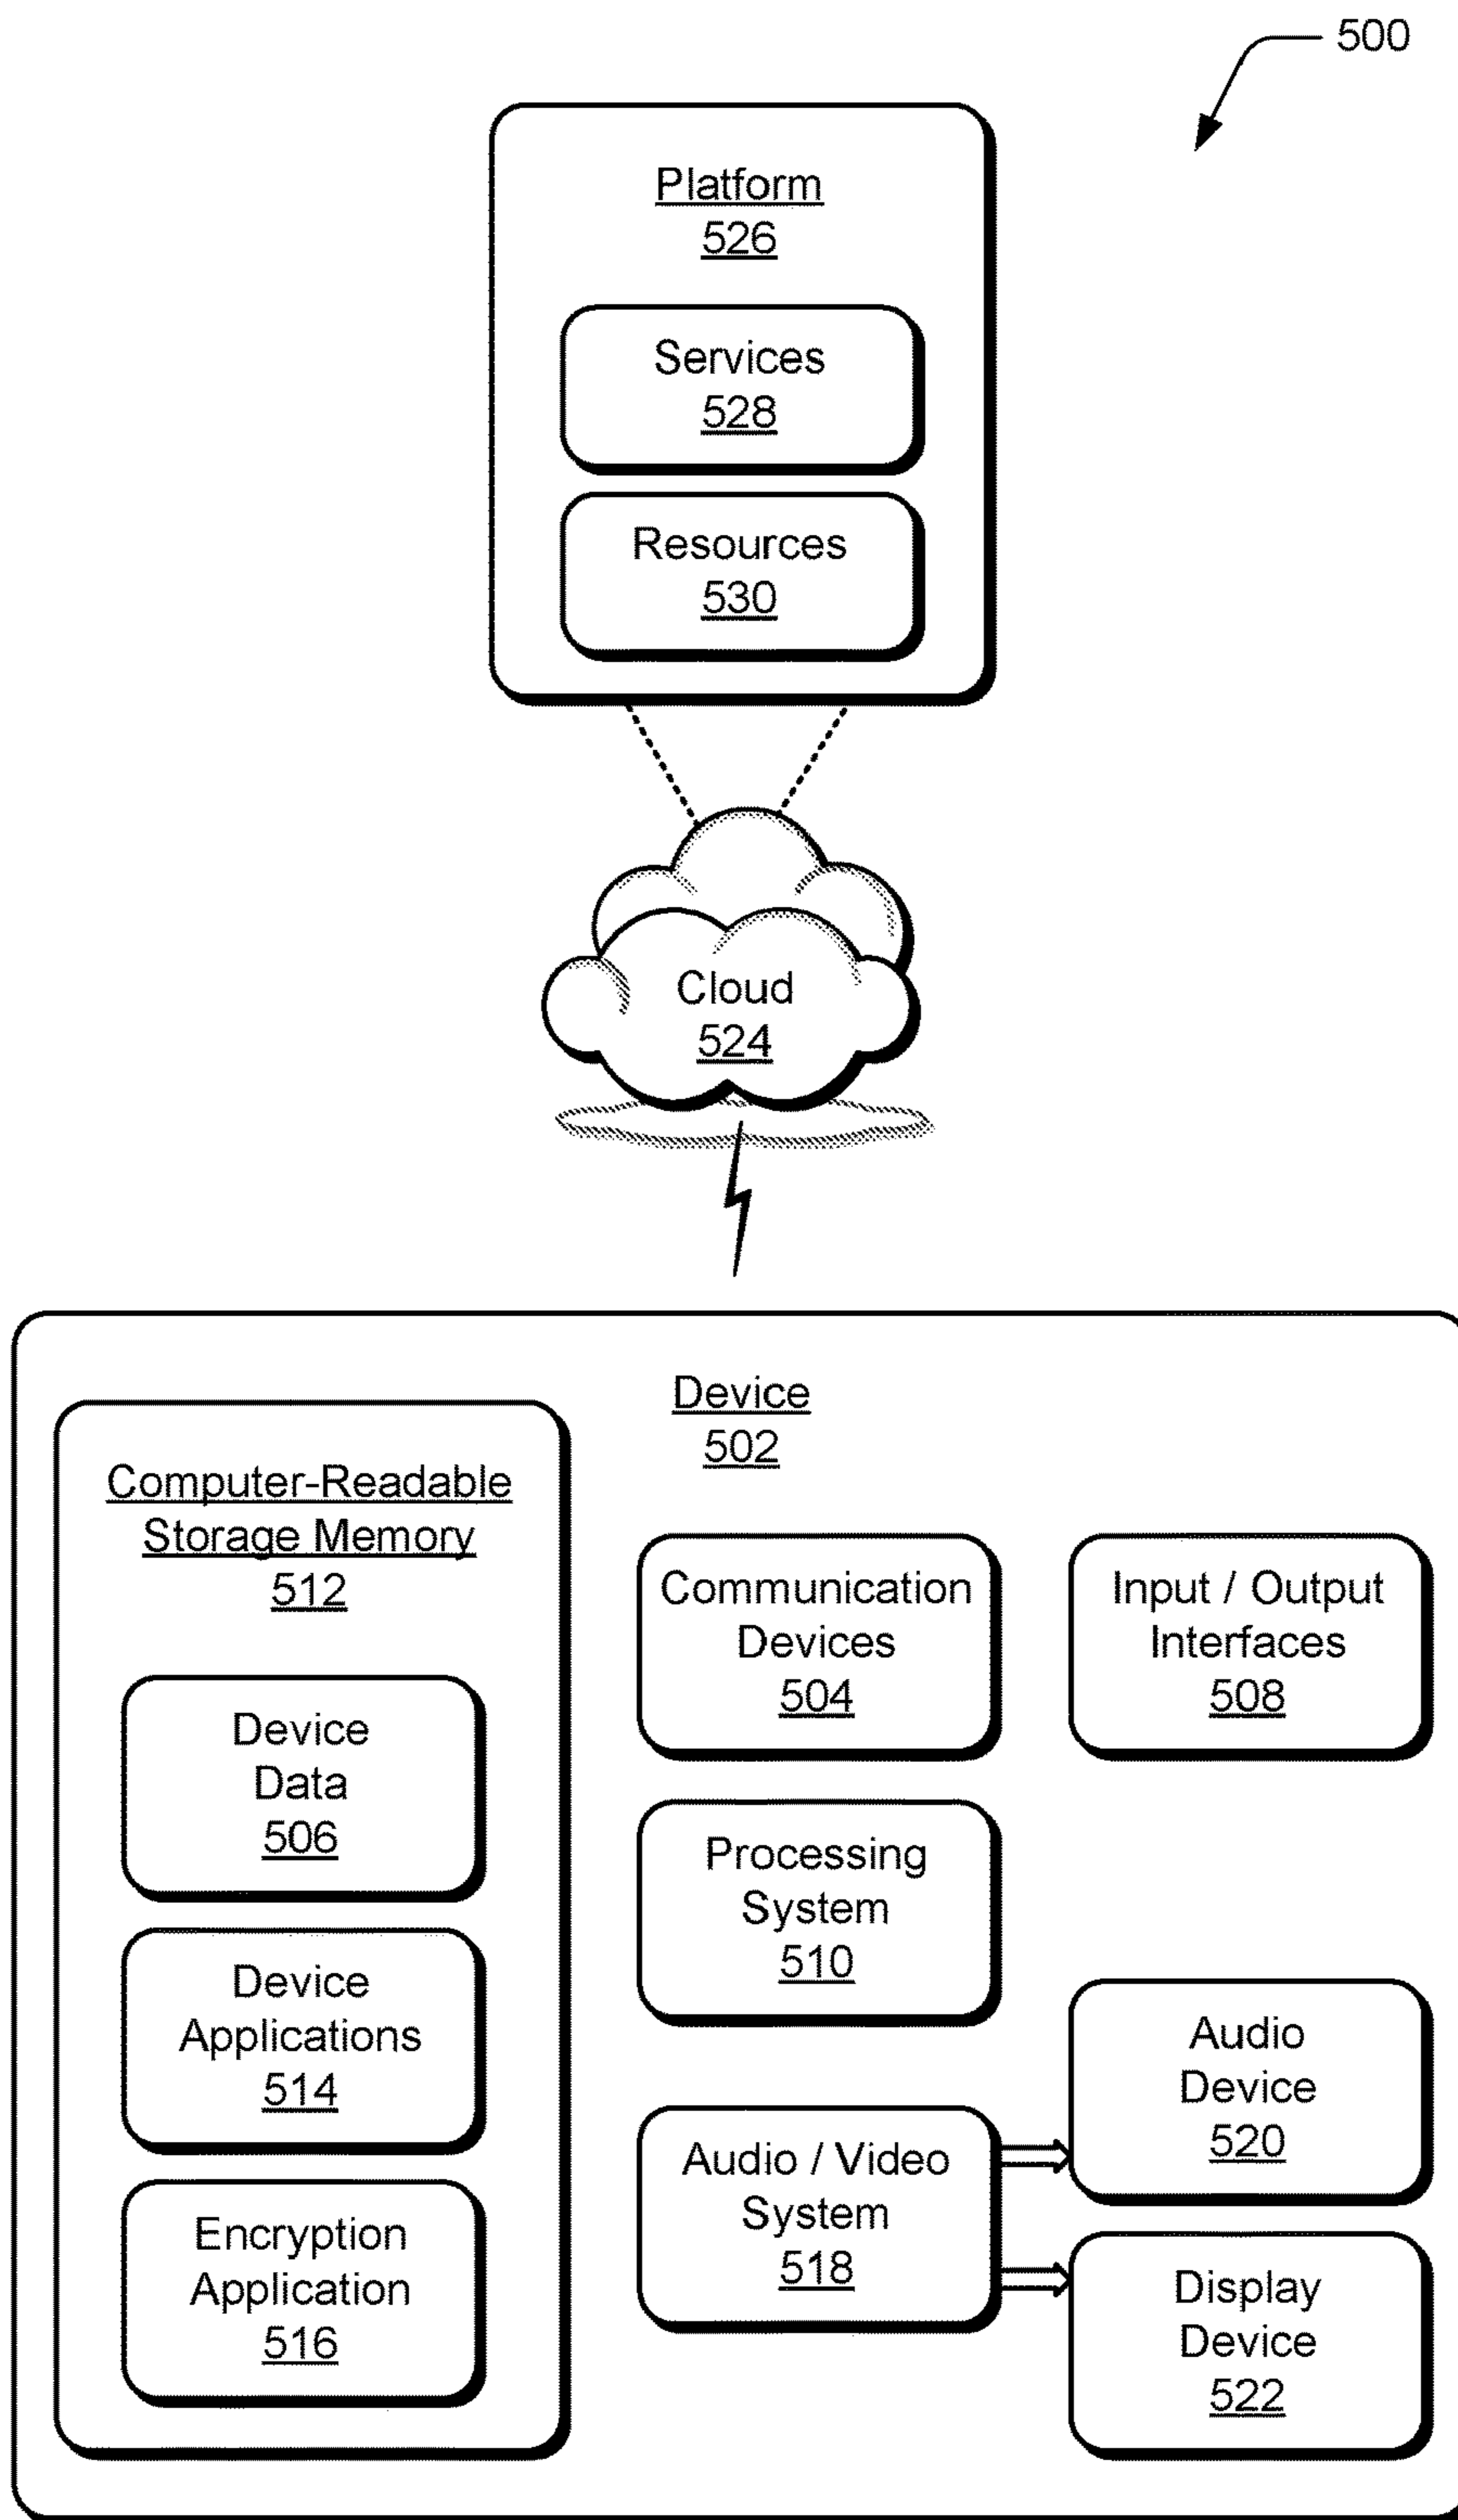 500
Platform
526
Services
528
Resources
530
Cloud
524
Device
502
Computer-Readable
Storage Memory
512
Device
Data
506
Device
Applications
514
Encryption
Application
516
Communication
Devices
504
Input / Output
Interfaces
508
Processing
System
510
Audio / Video
System
518
Audio
Device
520
Display
Device
522